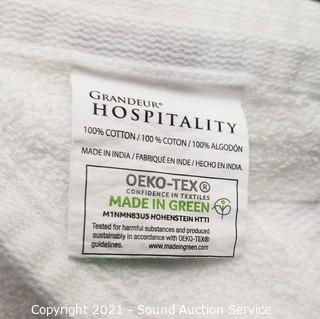 GRANDEUR®
HOSPITALITY
100% COTTON / 100 % COTON / 100% ALGODÓN
MADE IN INDIA / FABRIQUÉ EN INDE / HECHO EN INDIA.
OEKO-TEX®
CONFIDENCE IN TEXTILES
MADE IN GREEN
M1NMN83U5 HOHENSTEIN HTTI
Tested for harmful substances and produced
sustainably in accordance with OEKO-TEX®
guidelines. www.madeingreen.com
Copyright 2021 - Sound Auction Service